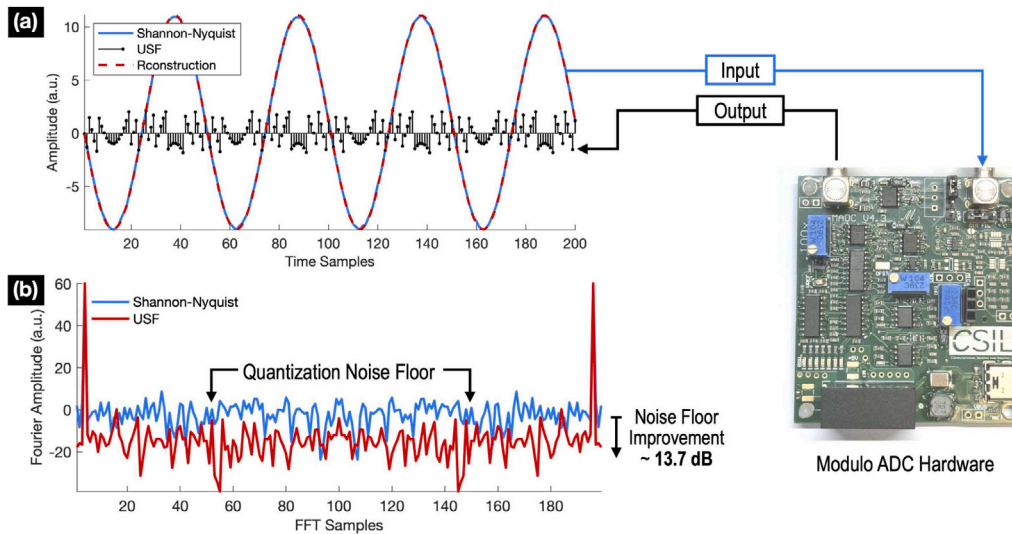 (a)
10
5
0
−5
Amplitude (a.u.)
Shannon-Nyquist
USF
Rconstruction
20 40 60 80 100 120 140 160 180 200
Time Samples
Input
Output
MADC V4.3
W104
W104
W104
CSIL
Modulo ADC Hardware
(b)
60
40
20
0
−20
Fourier Amplitude (a.u.)
Shannon-Nyquist
USF
Quantization Noise Floor
20 40 60 80 100 120 140 160 180
FFT Samples
Noise Floor
Improvement
~ 13.7 dB